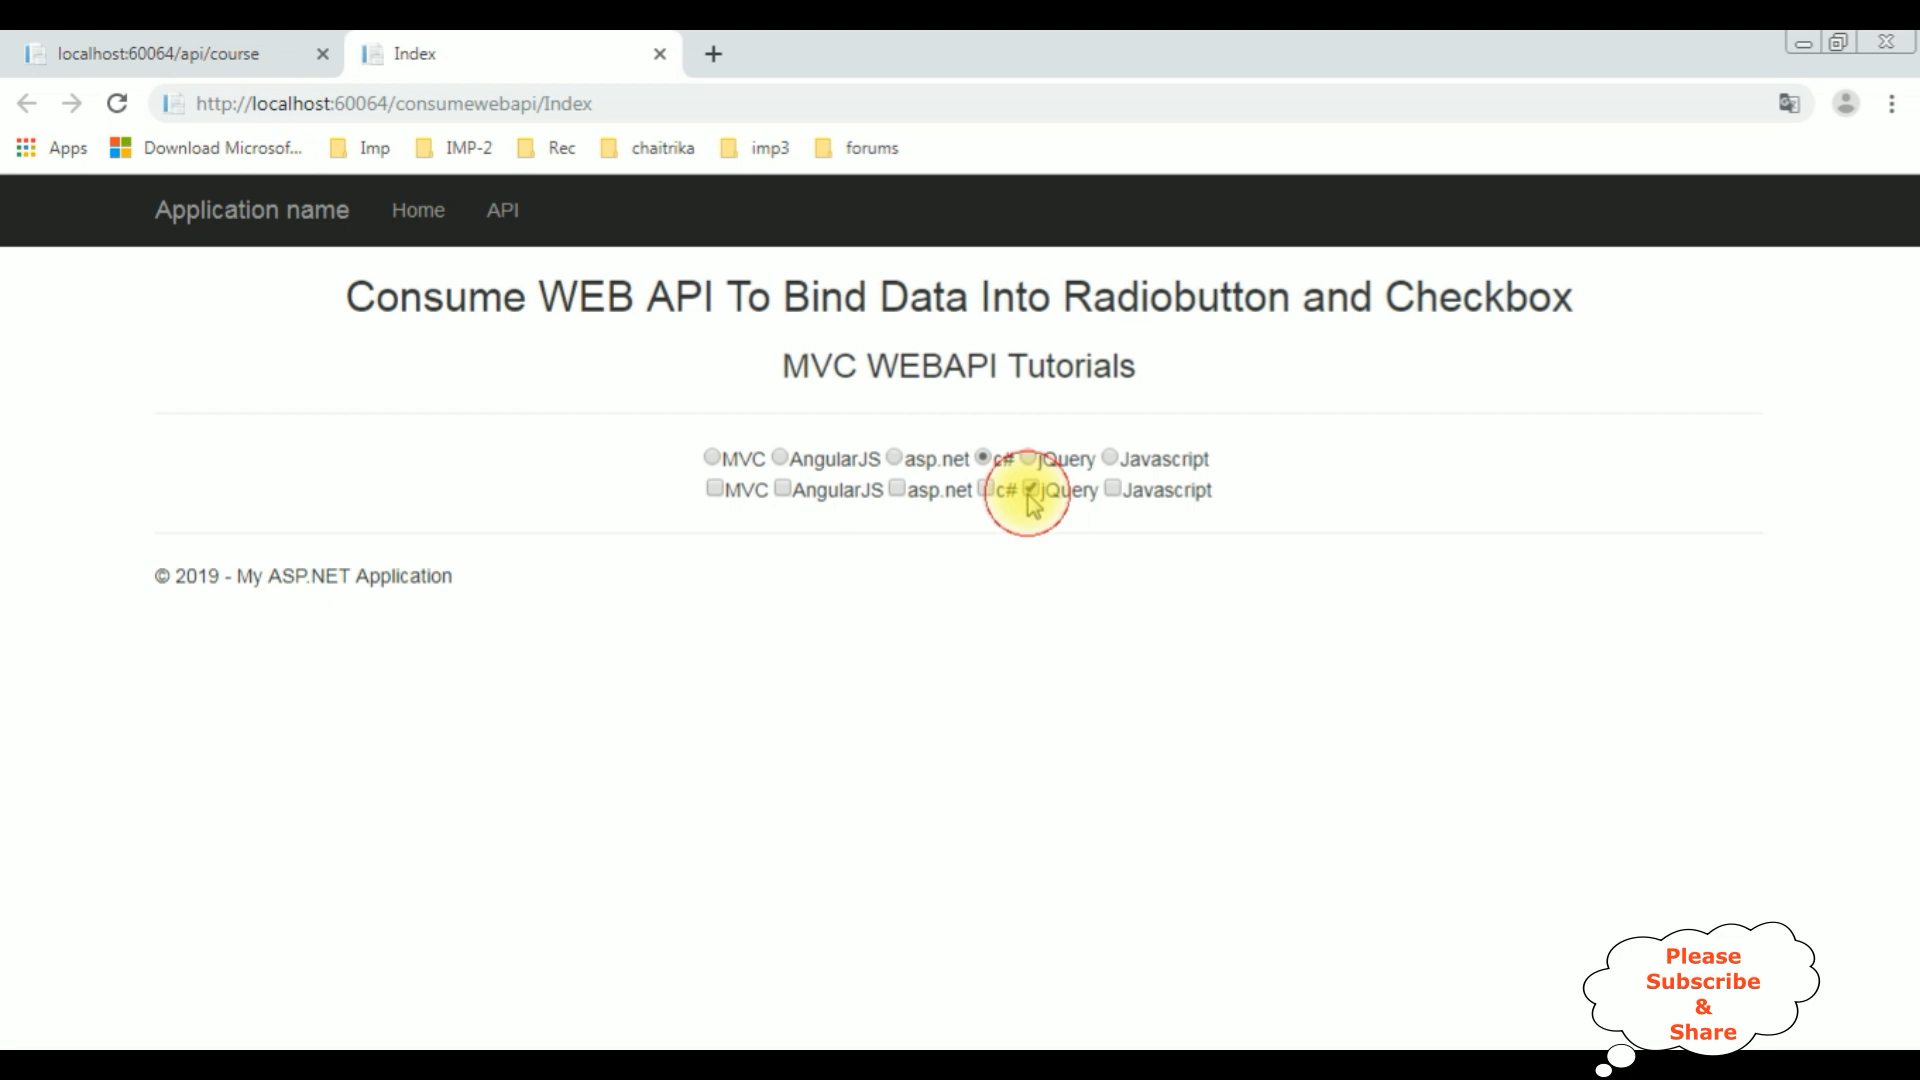 localhost:60064/api/course
Index
http://localhost:60064/consumewebapi/Index
Apps
Download Microsof...
Imp
IMP-2
Rec
chaitrika
imp3
forums
Application name
Home
API
Consume WEB API To Bind Data Into Radiobutton and Checkbox
MVC WEBAPI Tutorials
MVC AngularJS asp.net c# jQuery Javascript
MVC AngularJS asp.net c# jQuery Javascript
© 2019 - My ASP.NET Application
Please
Subscribe
&
Share